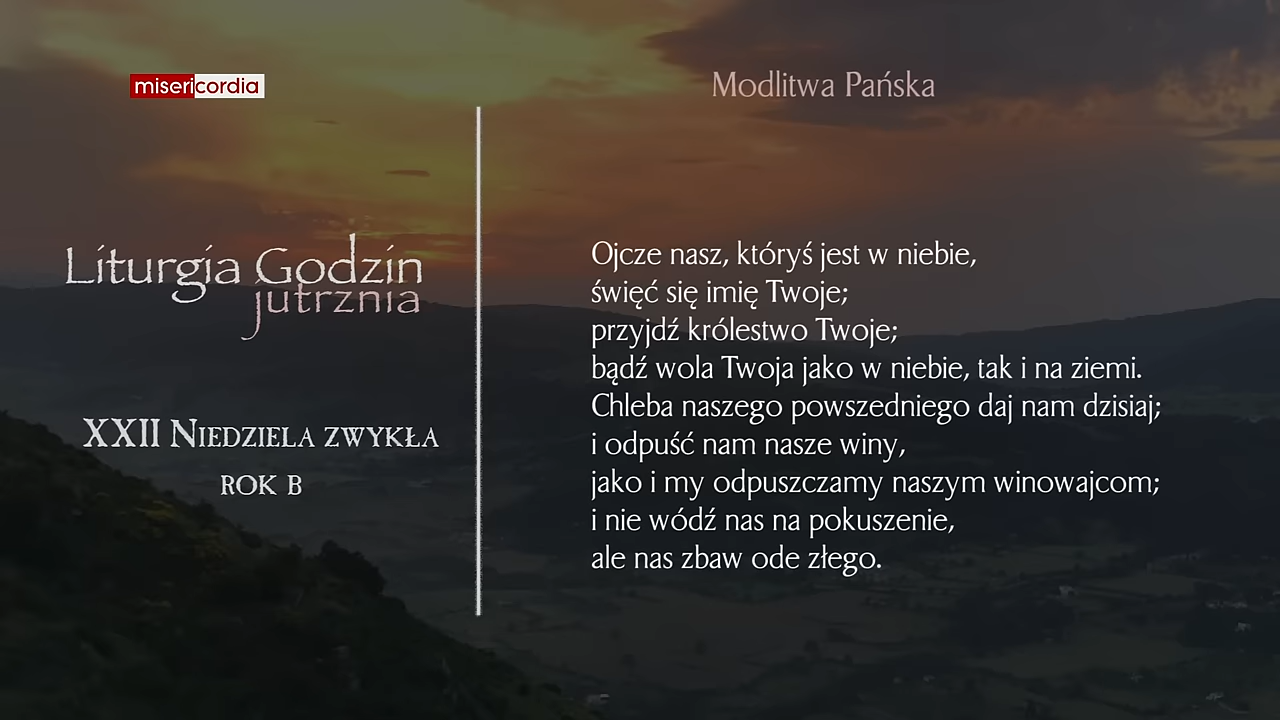 misericordia
Liturgia Godzin
jutrznia
XXII Niedziela zwykła
rok B
Modlitwa Pańska
Ojcze nasz, któryś jest w niebie,
święć się imię Twoje;
przyjdź królestwo Twoje;
bądź wola Twoja jako w niebie, tak i na ziemi.
Chleba naszego powszedniego daj nam dzisiaj;
i odpuść nam nasze winy,
jako i my odpuszczamy naszym winowajcom;
i nie wódź nas na pokuszenie,
ale nas zbaw ode złego.